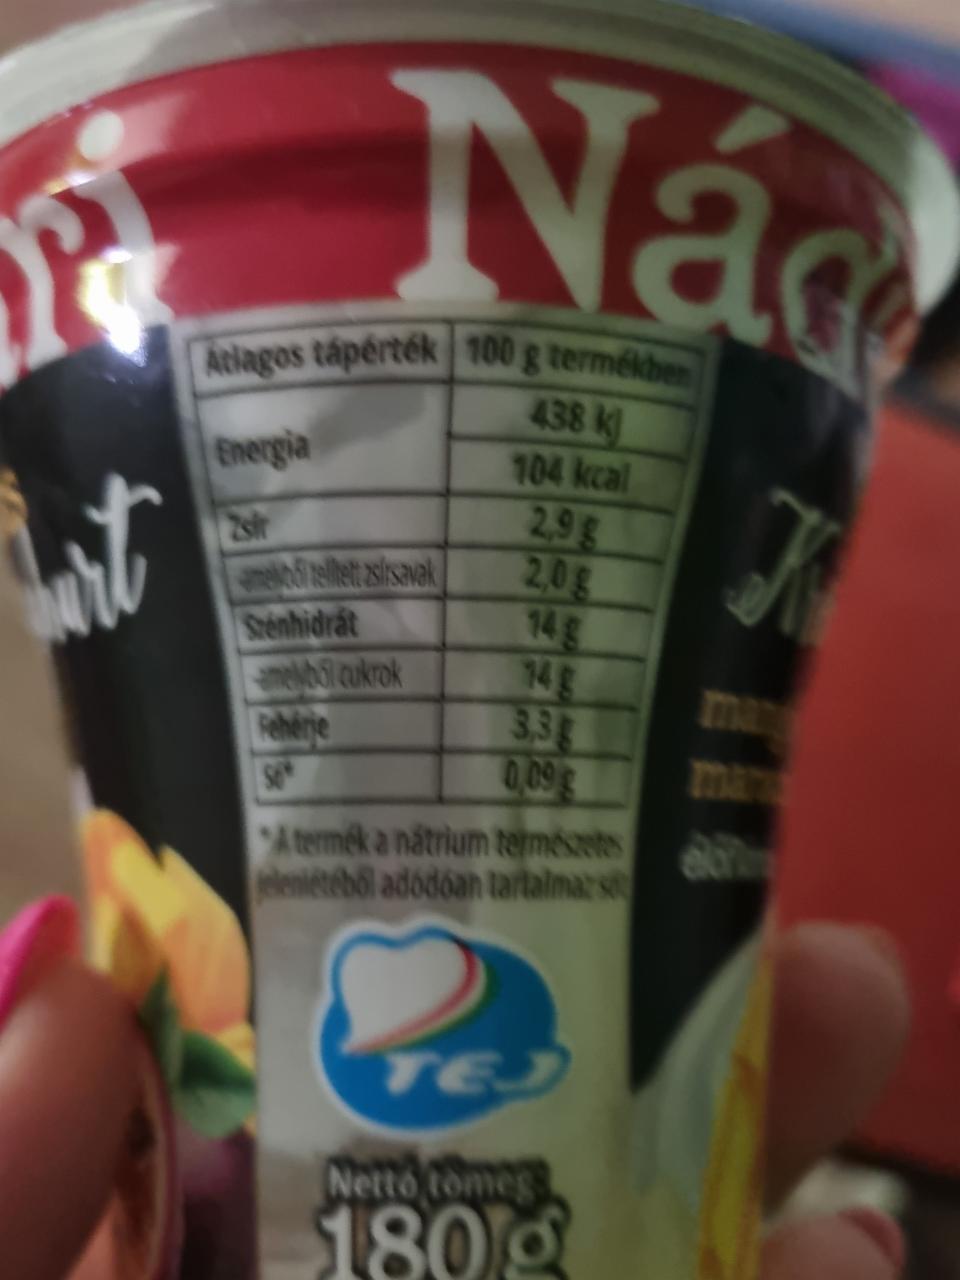 Nád
Átlagos tápérték 100 g termékben
Energia 438 kJ
104 kcal
Zsír 2,9 g
-amelyből telített zsírsavak 2,0 g
Szénhidrát 14 g
-amelyből cukrok 14 g
Fehérje 3,3 g
Só* 0,09 g
*A termék a nátrium természetes
jelenlétéből adódóan tartalmaz sót
TEJ
Nettó tömeg:
180 g